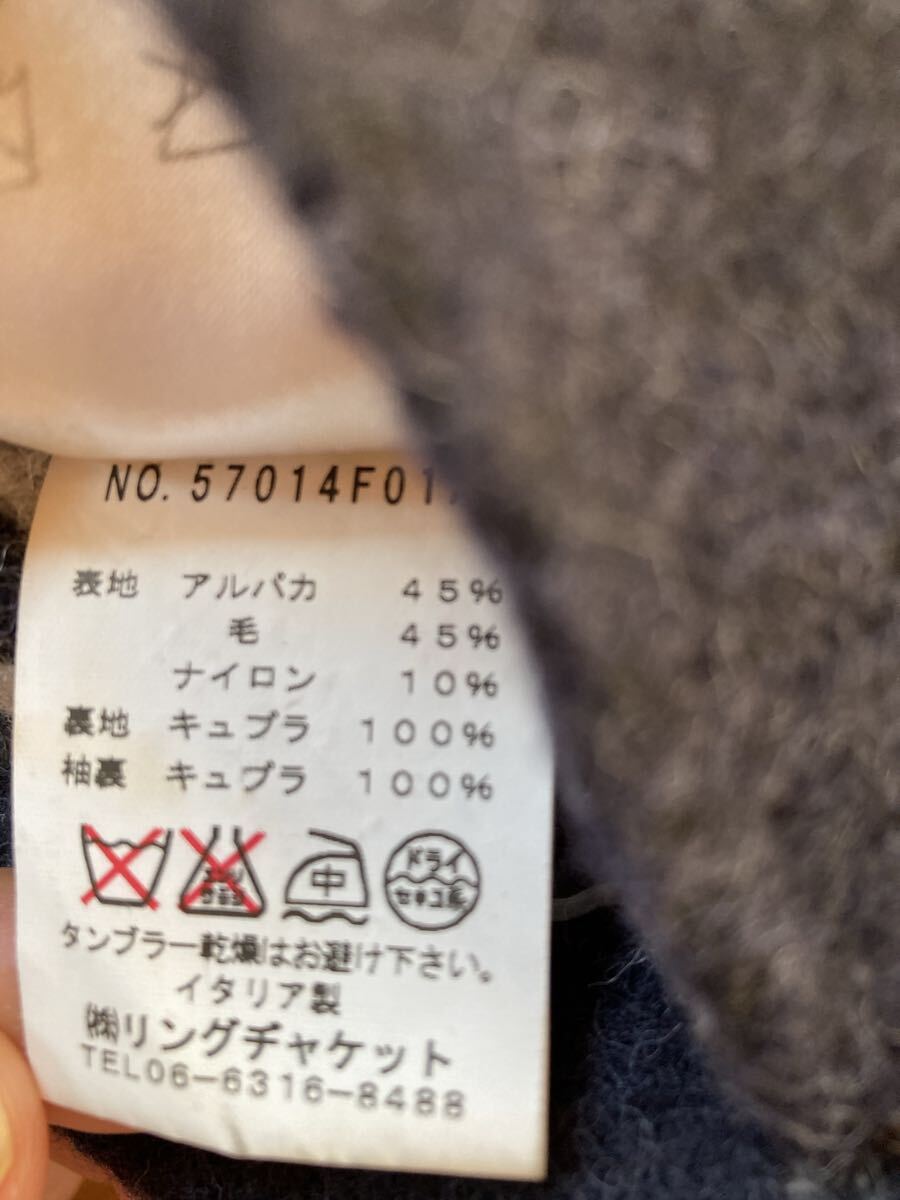 NO. 57014F01
表地 アルパカ 45%
毛 45%
ナイロン 10%
裏地 キュプラ 100%
袖裏 キュプラ 100%
中
ドライ
セキユ系
タンブラー乾燥はお避け下さい。
イタリア製
㈱リングヂャケット
TEL06-6316-8488